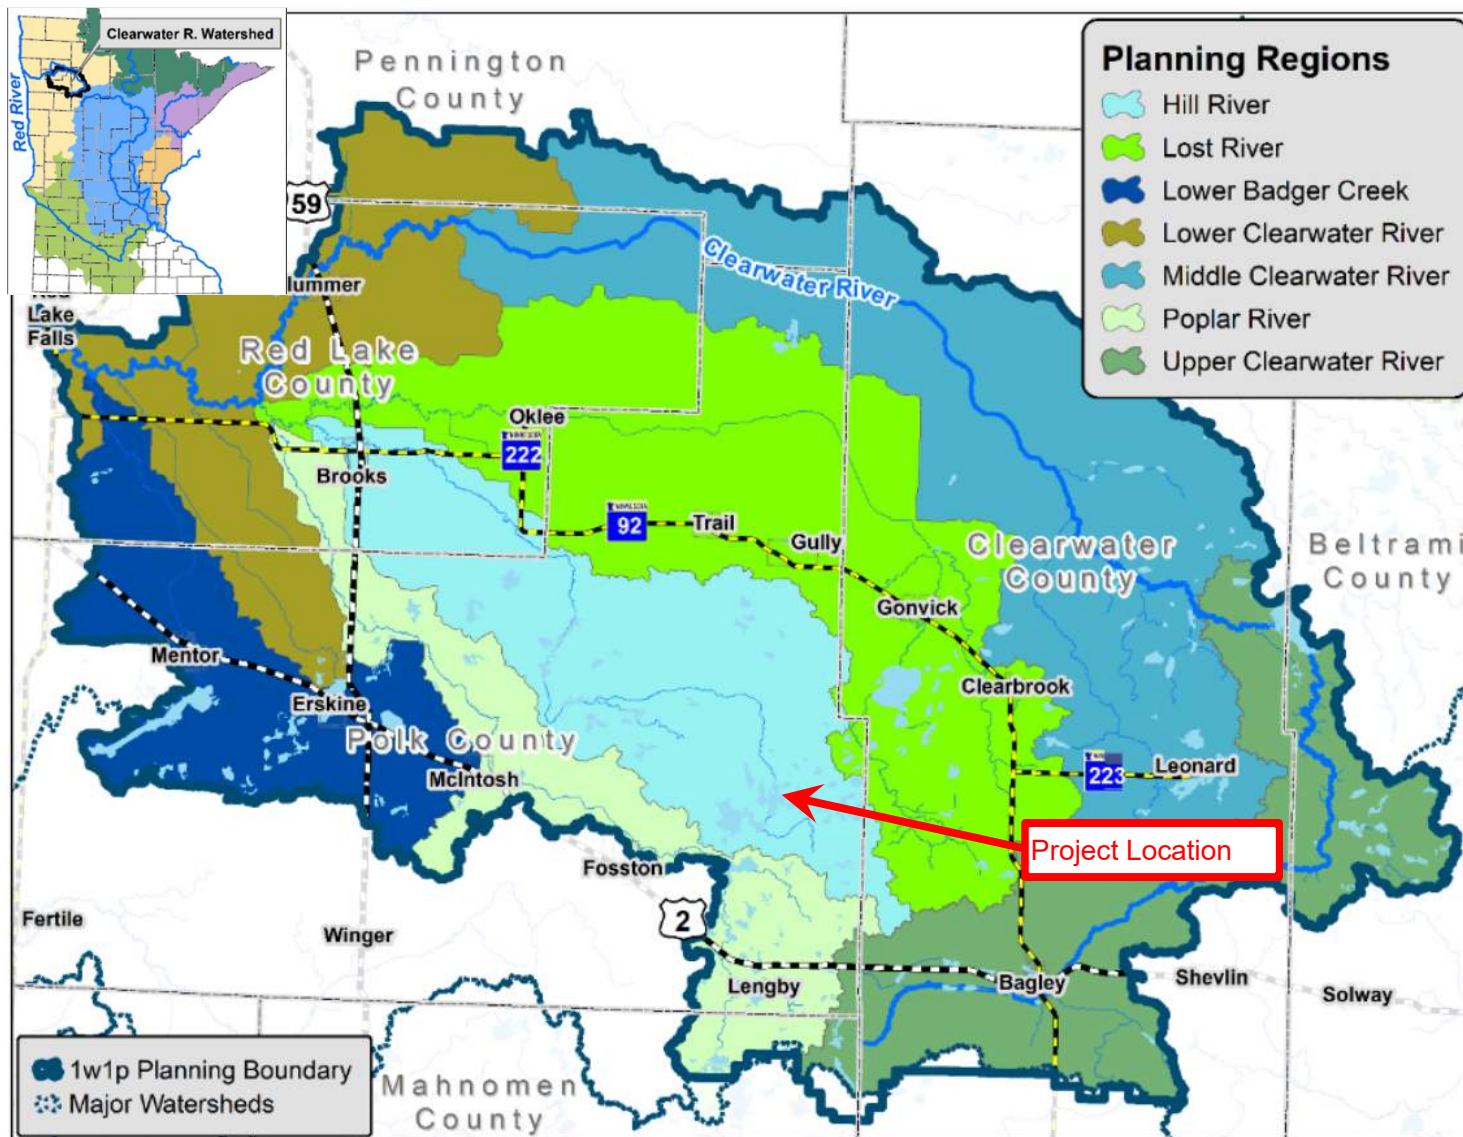 Clearwater R. Watershed
Red River
Pennington
County
Planning Regions
Hill River
Lost River
Lower Badger Creek
Lower Clearwater River
Middle Clearwater River
Poplar River
Upper Clearwater River
59
Clearwater River
lummer
Lake
Falls
Red Lake
County
Oklee
222
Brooks
92
Trail
Gully
Clearwater
County
Beltrami
County
Gonvick
Mentor
Clearbrook
Erskine
Polk County
McIntosh
223
Leonard
Project Location
Fosston
2
Fertile
Winger
Lengby
Bagley
Shevlin
Solway
1w1p Planning Boundary
Major Watersheds
Mahnomen
County